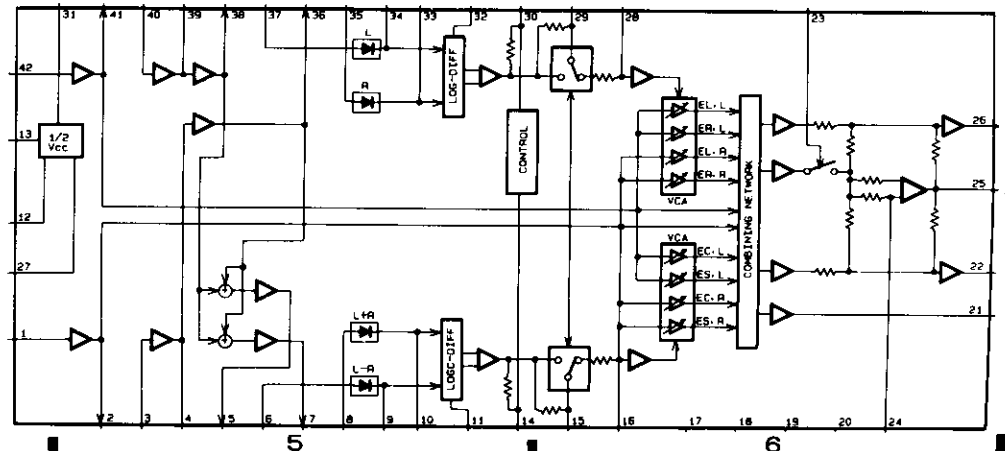 31 41 40 39 38 36 37 35 34 33 32 30 29 28 23
L
42
R
LOG-DIFF
EL.L
26
13
1/2
Vcc
ER.L
CONTROL
EL.R
ER.R
25
VCA
COMBINING NETWORK
12
VCA
EC.L
27
ES.L
22
EC.R
L+R
21
1
ES.R
LOGC-DIFF
L-R
2 3 4 5 6 7 8 9 10 11 14 15 16 17 18 19 20 24
5 6